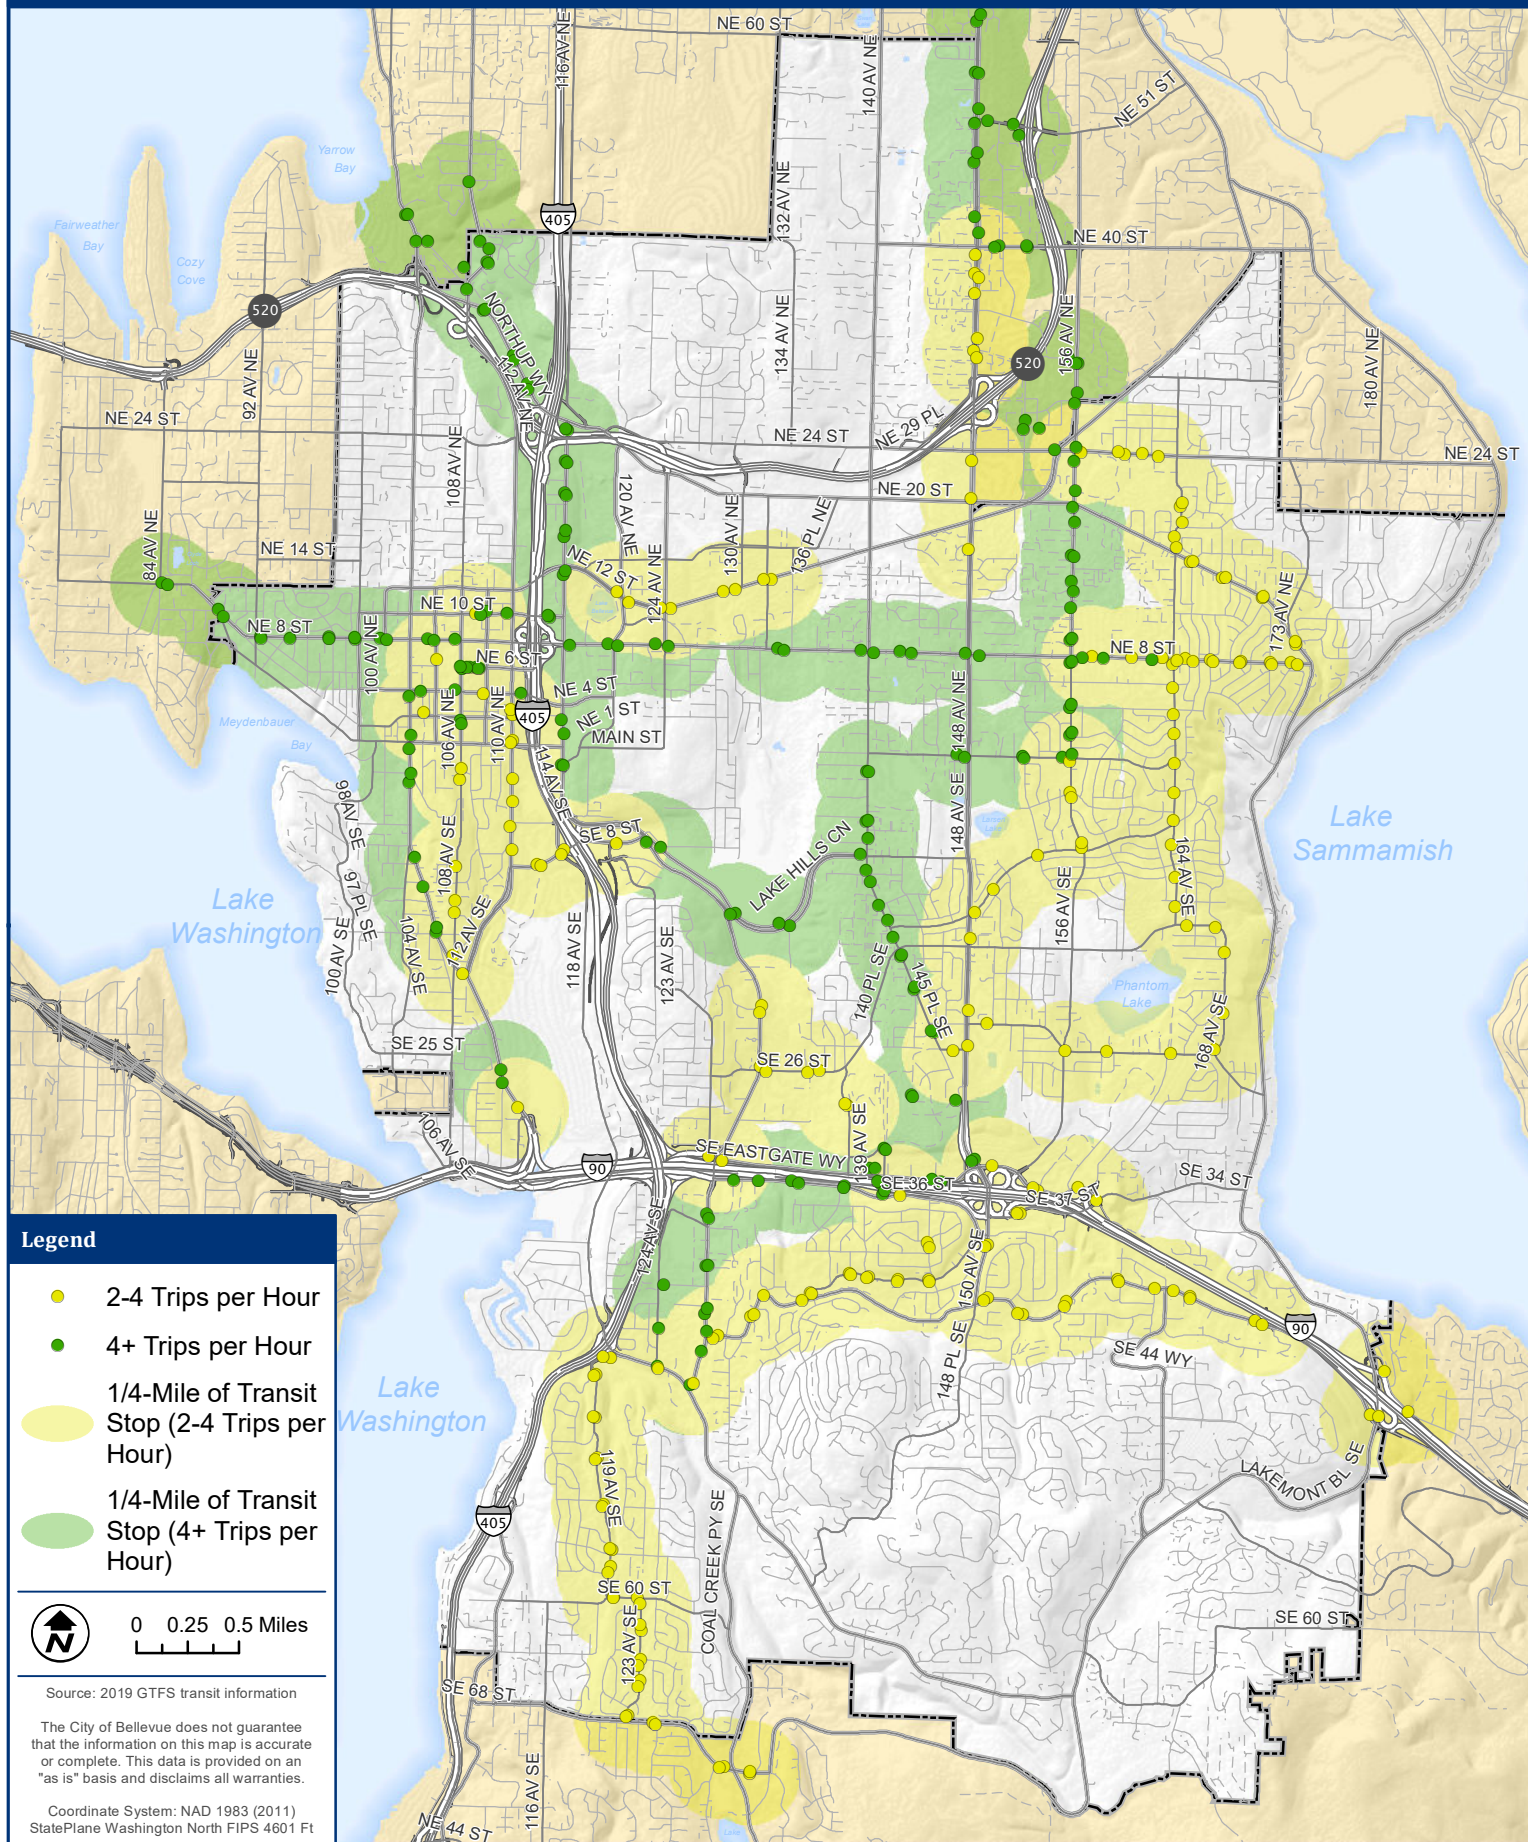 NE 60 ST
116 AV NE
140 AV NE
NE 51 ST
Yarrow
Bay
132 AV NE
405
Fairweather
Bay
NE 40 ST
Cozy
Cove
520
NORTHUP WY
134 AV NE
156 AV NE
112 AV NE
520
180 AV NE
92 AV NE
NE 24 ST
NE 24 ST
NE 29 PL
NE 24 ST
108 AV NE
120 AV NE
NE 20 ST
130 AV NE
136 PL NE
84 AV NE
NE 14 ST
NE 12 ST
124 AV NE
NE 10 ST
173 AV NE
NE 8 ST
100 AV NE
NE 6 ST
NE 8 ST
NE 4 ST
148 AV NE
Meydenbauer
Bay
106 AV NE
110 AV NE
405
NE 1 ST
MAIN ST
114 AV SE
98 AV SE
148 AV SE
Larsen
Lake
Lake
Sammamish
SE 8 ST
LAKE HILLS CN
108 AV SE
164 AV SE
97 PL SE
Lake
Washington
112 AV SE
156 AV SE
100 AV SE
104 AV SE
118 AV SE
123 AV SE
140 PL SE
145 PL SE
Phantom
Lake
168 AV SE
SE 25 ST
SE 26 ST
106 AV SE
139 AV SE
SE EASTGATE WY
90
SE 36 ST
SE 37 ST
SE 34 ST
124 AV SE
150 AV SE
90
148 PL SE
SE 44 WY
Lake
Washington
LAKEMONT BL SE
119 AV SE
405
COAL CREEK PY SE
SE 60 ST
SE 60 ST
123 AV SE
SE 68 ST
116 AV SE
NE 44 ST
Lake
Legend
2-4 Trips per Hour
4+ Trips per Hour
1/4-Mile of Transit
Stop (2-4 Trips per
Hour)
1/4-Mile of Transit
Stop (4+ Trips per
Hour)
N
0 0.25 0.5 Miles
Source: 2019 GTFS transit information
The City of Bellevue does not guarantee
that the information on this map is accurate
or complete. This data is provided on an
"as is" basis and disclaims all warranties.
Coordinate System: NAD 1983 (2011)
StatePlane Washington North FIPS 4601 Ft